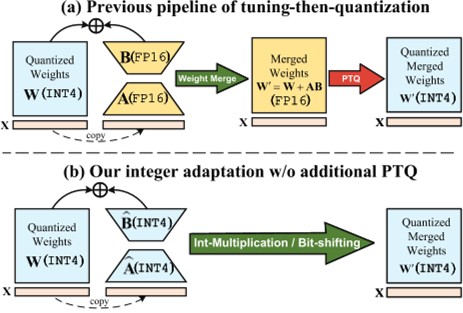 (a) Previous pipeline of tuning-then-quantization
Quantized
Weights
W(INT4)
X
copy
B(FP16)
A(FP16)
Weight Merge
Merged
Weights
W' = W + AB
(FP16)
PTQ
Quantized
Merged
Weights
W'(INT4)
X
(b) Our integer adaptation w/o additional PTQ
Quantized
Weights
W(INT4)
X
copy
B̂(INT4)
Â(INT4)
Int-Multiplication / Bit-shifting
Quantized
Merged
Weights
W'(INT4)
X